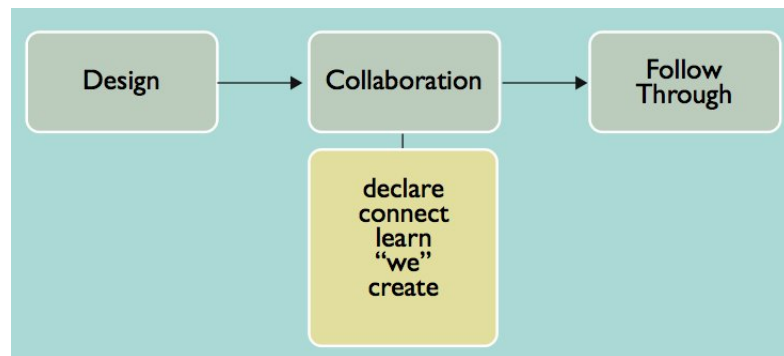 Design
Collaboration
Follow
Through
declare
connect
learn
“we”
create